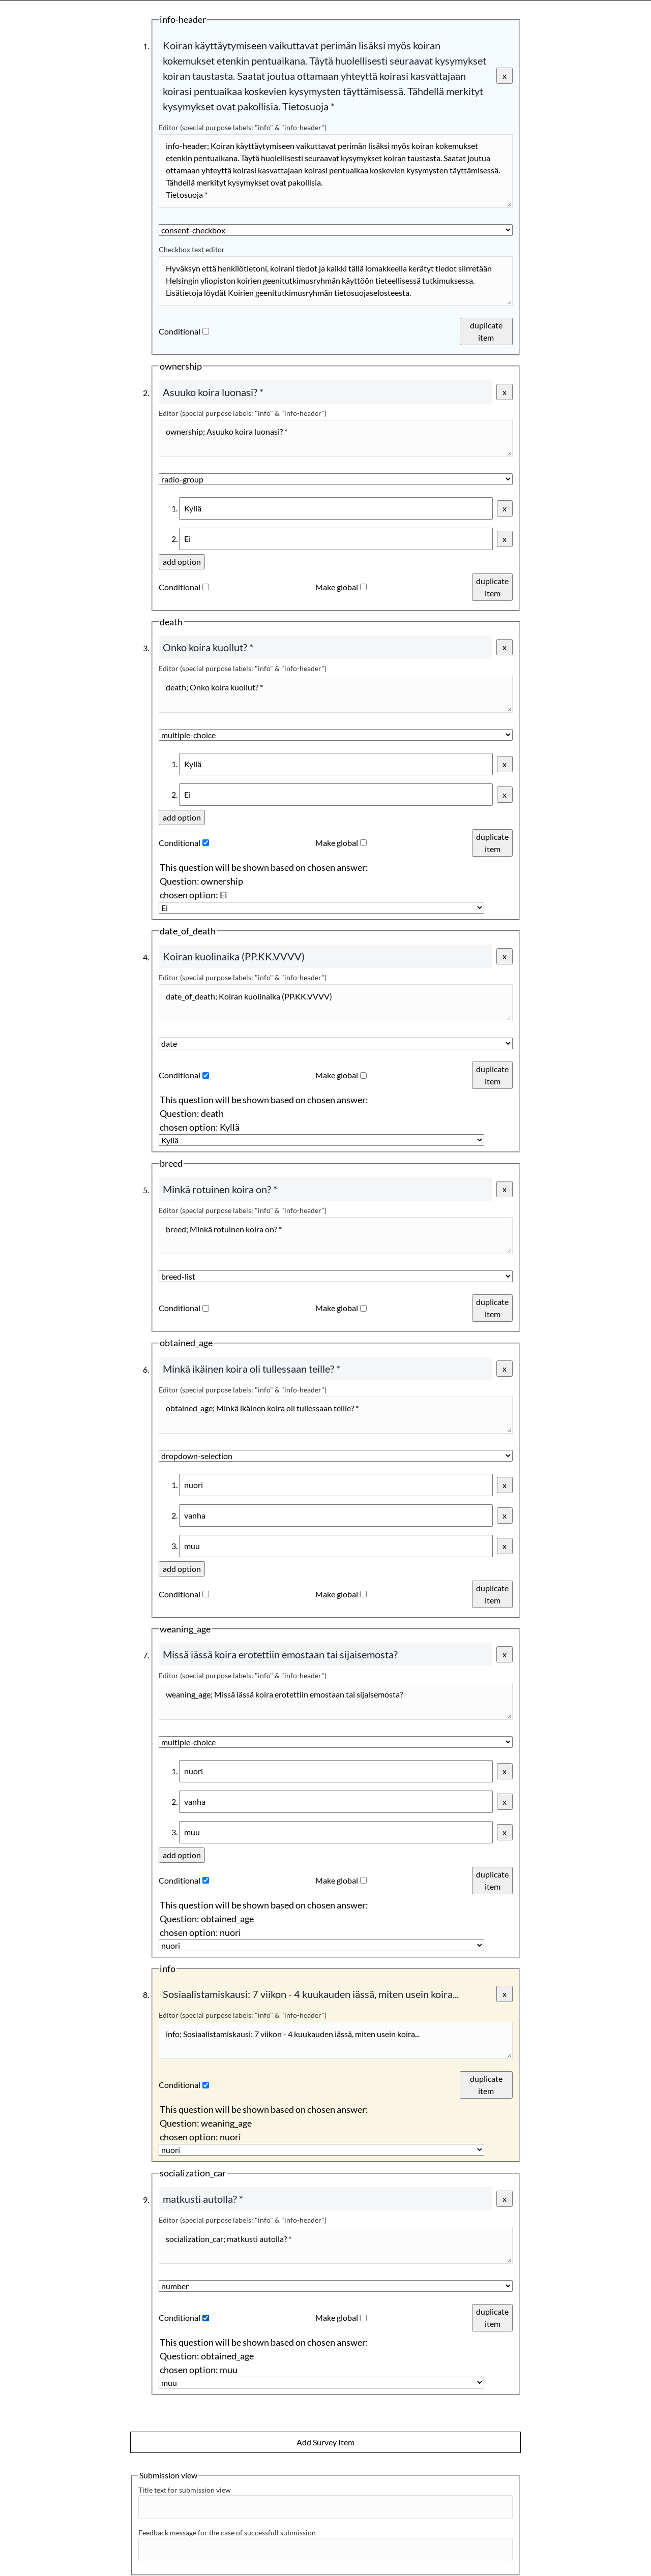 info-header
1.
Koiran käyttäytymiseen vaikuttavat perimän lisäksi myös koiran
kokemukset etenkin pentuaikana. Täytä huolellisesti seuraavat kysymykset
koiran taustasta. Saatat joutua ottamaan yhteyttä koirasi kasvattajaan
koirasi pentuaikaa koskevien kysymysten täyttämisessä. Tähdellä merkityt
kysymykset ovat pakollisia. Tietosuoja *
x
Editor (special purpose labels: "info" & "info-header")
info-header; Koiran käyttäytymiseen vaikuttavat perimän lisäksi myös koiran kokemukset
etenkin pentuaikana. Täytä huolellisesti seuraavat kysymykset koiran taustasta. Saatat joutua
ottamaan yhteyttä koirasi kasvattajaan koirasi pentuaikaa koskevien kysymysten täyttämisessä.
Tähdellä merkityt kysymykset ovat pakollisia.
Tietosuoja *
consent-checkbox
Checkbox text editor
Hyväksyn että henkilötietoni, koirani tiedot ja kaikki tällä lomakkeella kerätyt tiedot siirretään
Helsingin yliopiston koirien geenitutkimusryhmän käyttöön tieteellisessä tutkimuksessa.
Lisätietoja löydät Koirien geenitutkimusryhmän tietosuojaselosteesta.
Conditional
duplicate
item
ownership
2.
Asuuko koira luonasi? *
x
Editor (special purpose labels: "info" & "info-header")
ownership; Asuuko koira luonasi? *
radio-group
1. Kyllä x
2. Ei x
add option
Conditional Make global
duplicate
item
death
3.
Onko koira kuollut? *
x
Editor (special purpose labels: "info" & "info-header")
death; Onko koira kuollut? *
multiple-choice
1. Kyllä x
2. Ei x
add option
Conditional Make global
duplicate
item
This question will be shown based on chosen answer:
Question: ownership
chosen option: Ei
Ei
date_of_death
4.
Koiran kuolinaika (PP.KK.VVVV)
x
Editor (special purpose labels: "info" & "info-header")
date_of_death; Koiran kuolinaika (PP.KK.VVVV)
date
Conditional Make global
duplicate
item
This question will be shown based on chosen answer:
Question: death
chosen option: Kyllä
Kyllä
breed
5.
Minkä rotuinen koira on? *
x
Editor (special purpose labels: "info" & "info-header")
breed; Minkä rotuinen koira on? *
breed-list
Conditional Make global
duplicate
item
obtained_age
6.
Minkä ikäinen koira oli tullessaan teille? *
x
Editor (special purpose labels: "info" & "info-header")
obtained_age; Minkä ikäinen koira oli tullessaan teille? *
dropdown-selection
1. nuori x
2. vanha x
3. muu x
add option
Conditional Make global
duplicate
item
weaning_age
7.
Missä iässä koira erotettiin emostaan tai sijaisemosta?
x
Editor (special purpose labels: "info" & "info-header")
weaning_age; Missä iässä koira erotettiin emostaan tai sijaisemosta?
multiple-choice
1. nuori x
2. vanha x
3. muu x
add option
Conditional Make global
duplicate
item
This question will be shown based on chosen answer:
Question: obtained_age
chosen option: nuori
nuori
info
8.
Sosiaalistamiskausi: 7 viikon - 4 kuukauden iässä, miten usein koira...
x
Editor (special purpose labels: "info" & "info-header")
info; Sosiaalistamiskausi: 7 viikon - 4 kuukauden iässä, miten usein koira...
Conditional
duplicate
item
This question will be shown based on chosen answer:
Question: weaning_age
chosen option: nuori
nuori
socialization_car
9.
matkusti autolla? *
x
Editor (special purpose labels: "info" & "info-header")
socialization_car; matkusti autolla? *
number
Conditional Make global
duplicate
item
This question will be shown based on chosen answer:
Question: obtained_age
chosen option: muu
muu
Add Survey Item
Submission view
Title text for submission view
Feedback message for the case of successfull submission